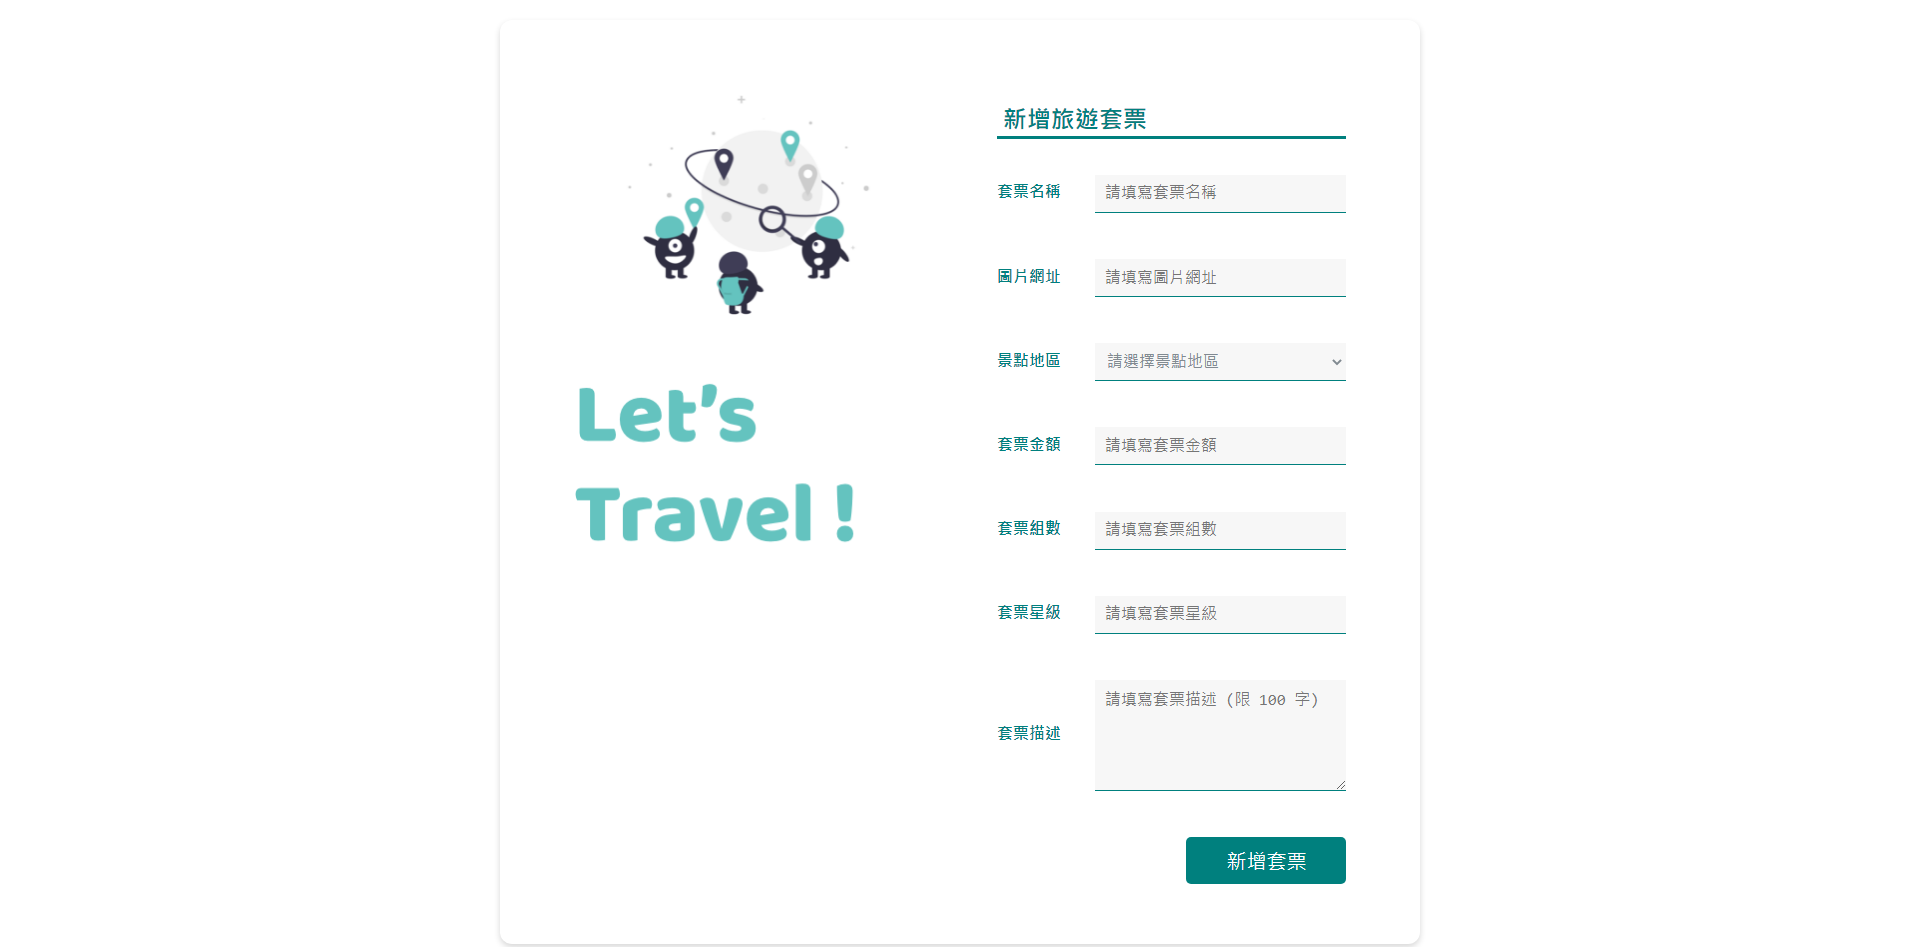 Let's
Travel !
新增旅遊套票
套票名稱 請填寫套票名稱
圖片網址 請填寫圖片網址
景點地區 請選擇景點地區
套票金額 請填寫套票金額
套票組數 請填寫套票組數
套票星級 請填寫套票星級
套票描述 請填寫套票描述 (限 100 字)
新增套票